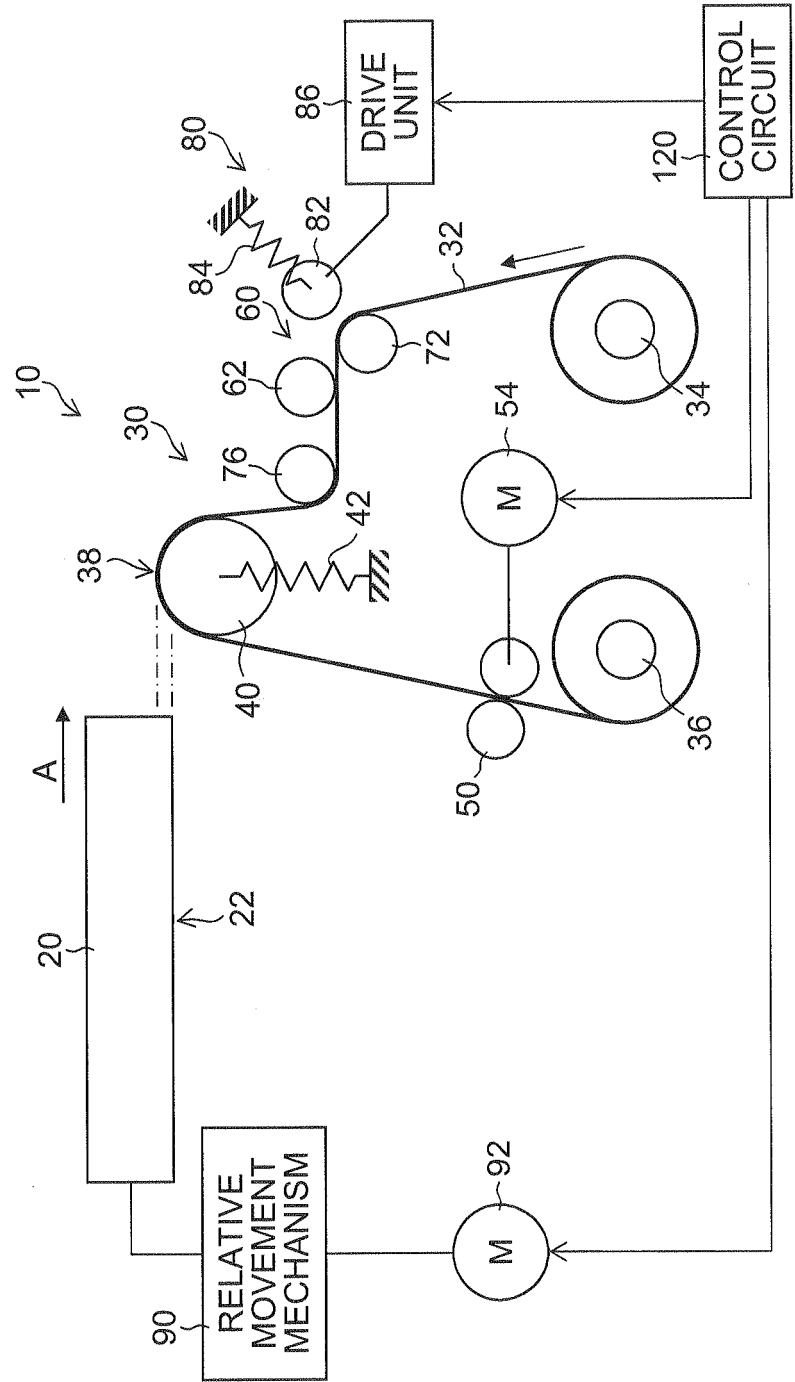 10
30
80
A
20
22
38
40
42
76
62
60
84
82
86
DRIVE
UNIT
72
32
50
54
M
36
34
90
RELATIVE
MOVEMENT
MECHANISM
92
M
120
CONTROL
CIRCUIT